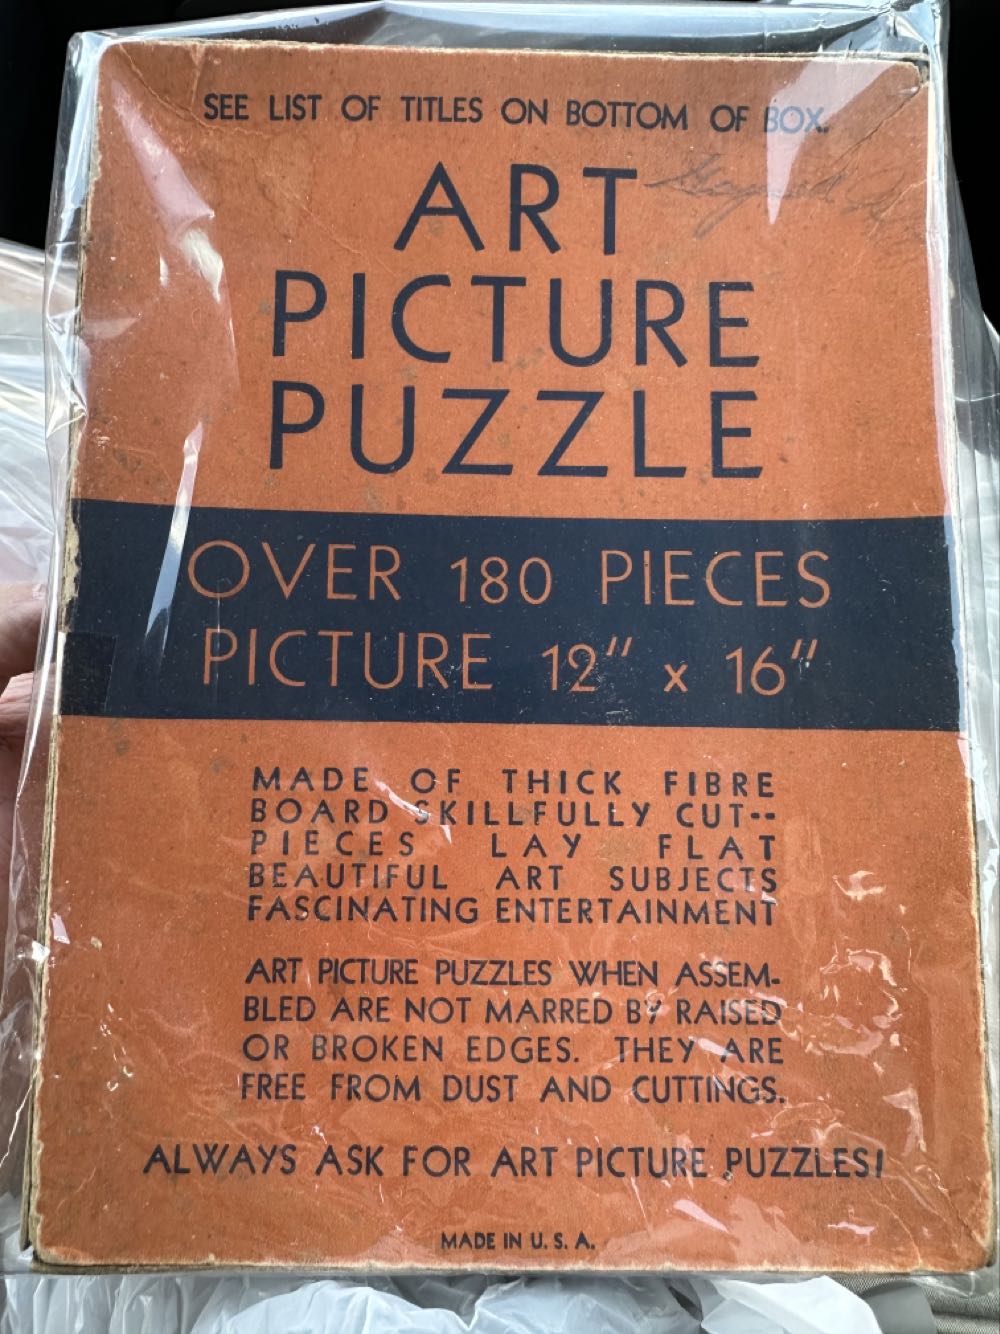 SEE LIST OF TITLES ON BOTTOM OF BOX.
ART
PICTURE
PUZZLE
OVER 180 PIECES
PICTURE 12" x 16"
MADE OF THICK FIBRE
BOARD SKILLFULLY CUT--
PIECES LAY FLAT
BEAUTIFUL ART SUBJECTS
FASCINATING ENTERTAINMENT
ART PICTURE PUZZLES WHEN ASSEM-
BLED ARE NOT MARRED BY RAISED
OR BROKEN EDGES. THEY ARE
FREE FROM DUST AND CUTTINGS.
ALWAYS ASK FOR ART PICTURE PUZZLES!
MADE IN U. S. A.